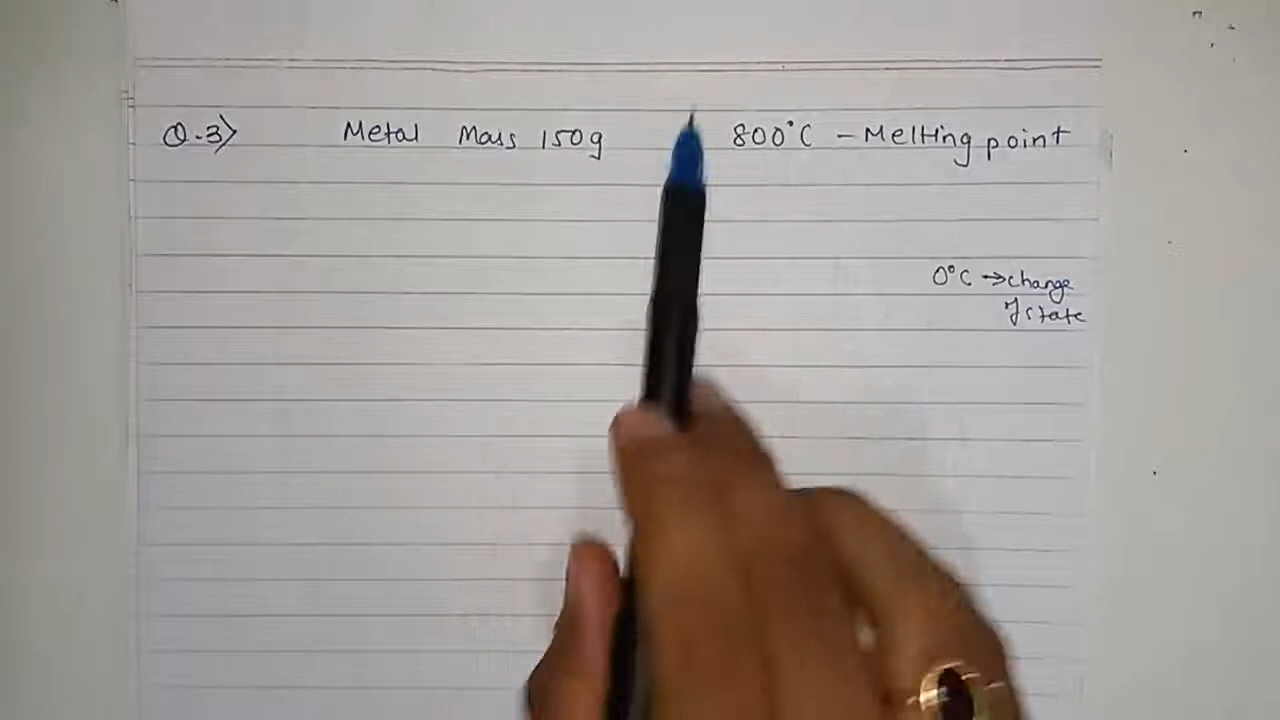 Q.3> Metal Mass 150g 800°C - Melting point
0°C → change
of state